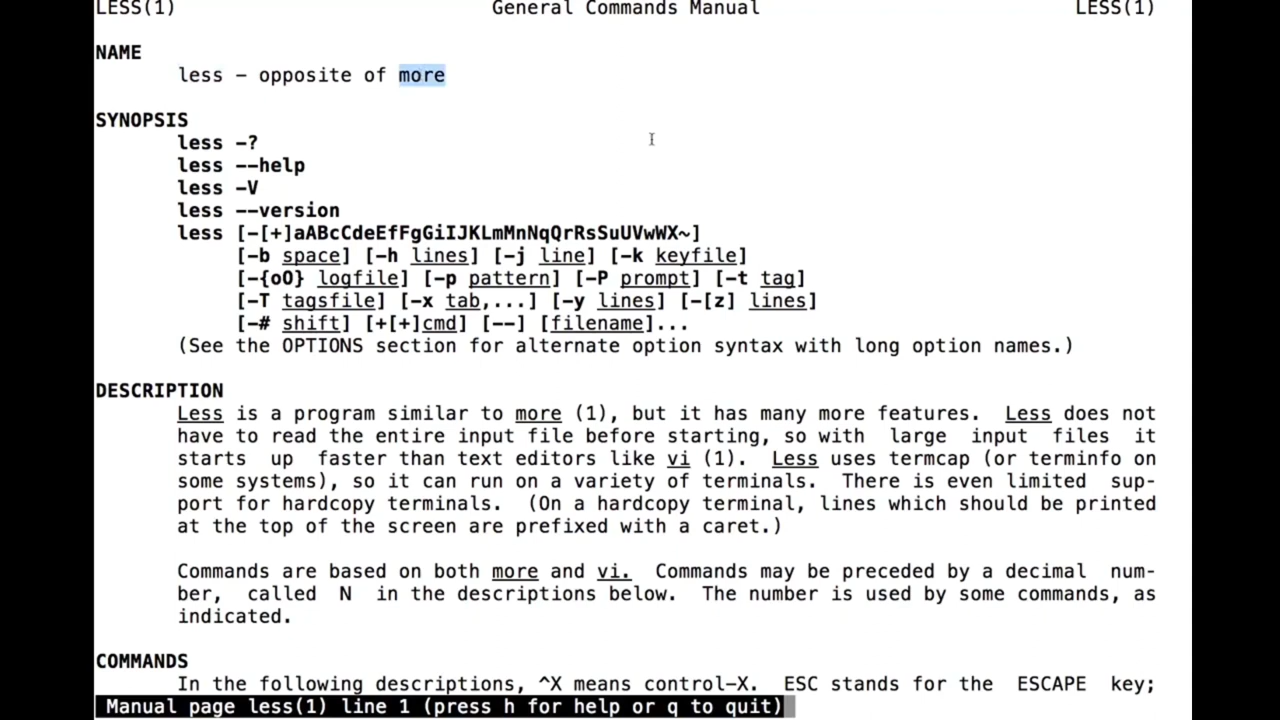 LESS(1) General Commands Manual LESS(1)
NAME
less - opposite of more
SYNOPSIS
less -?
less --help
less -V
less --version
less [-[+]aABcCdeEfFgGiIJKLmMnNqQrRsSuUVwWX~]
[-b space] [-h lines] [-j line] [-k keyfile]
[-{oO} logfile] [-p pattern] [-P prompt] [-t tag]
[-T tagsfile] [-x tab,...] [-y lines] [-[z] lines]
[-# shift] [+[+]cmd] [--] [filename]...
(See the OPTIONS section for alternate option syntax with long option names.)
DESCRIPTION
Less is a program similar to more (1), but it has many more features. Less does not
have to read the entire input file before starting, so with large input files it
starts up faster than text editors like vi (1). Less uses termcap (or terminfo on
some systems), so it can run on a variety of terminals. There is even limited sup-
port for hardcopy terminals. (On a hardcopy terminal, lines which should be printed
at the top of the screen are prefixed with a caret.)
Commands are based on both more and vi. Commands may be preceded by a decimal num-
ber, called N in the descriptions below. The number is used by some commands, as
indicated.
COMMANDS
In the following descriptions, ^X means control-X. ESC stands for the ESCAPE key;
Manual page less(1) line 1 (press h for help or q to quit)